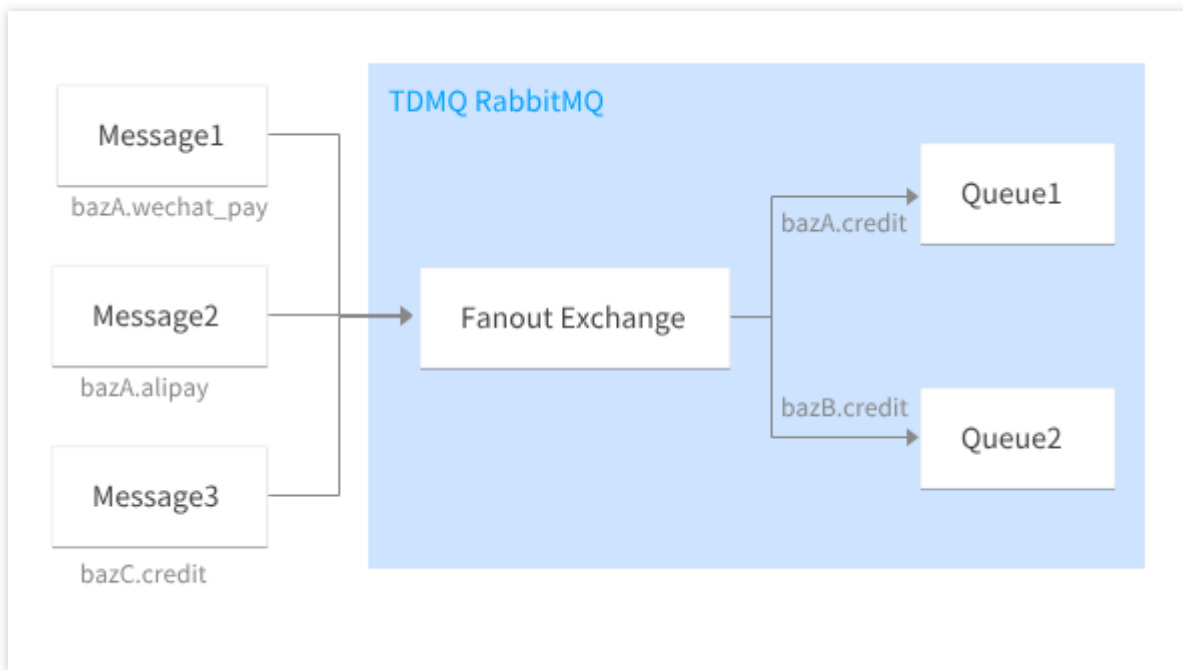 TDMQ RabbitMQ
Message1
bazA.wechat_pay
Message2
bazA.alipay
Message3
bazC.credit
Fanout Exchange
bazA.credit
Queue1
bazB.credit
Queue2